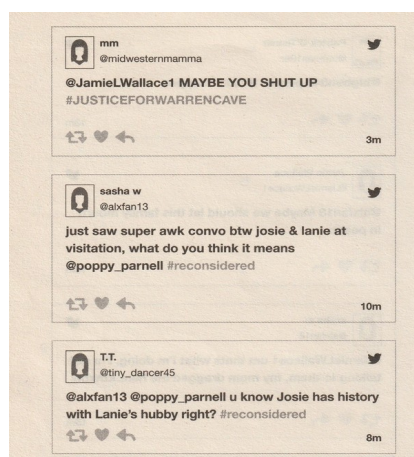 mm
@midwesternmamma
@JamieLWallace1 MAYBE YOU SHUT UP
#JUSTICEFORWARRENCAVE
3m
sasha w
@alxfan13
just saw super awk convo btw josie & lanie at
visitation, what do you think it means
@poppy_parnell #reconsidered
10m
T.T.
@tiny_dancer45
@alxfan13 @poppy_parnell u know Josie has history
with Lanie's hubby right? #reconsidered
8m